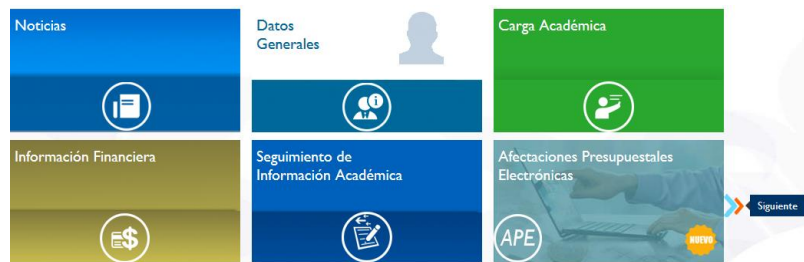 Noticias
Datos
Generales
Carga Académica
Información Financiera
Seguimiento de
Información Académica
Afectaciones Presupuestales
Electrónicas
APE
NUEVO
Siguiente